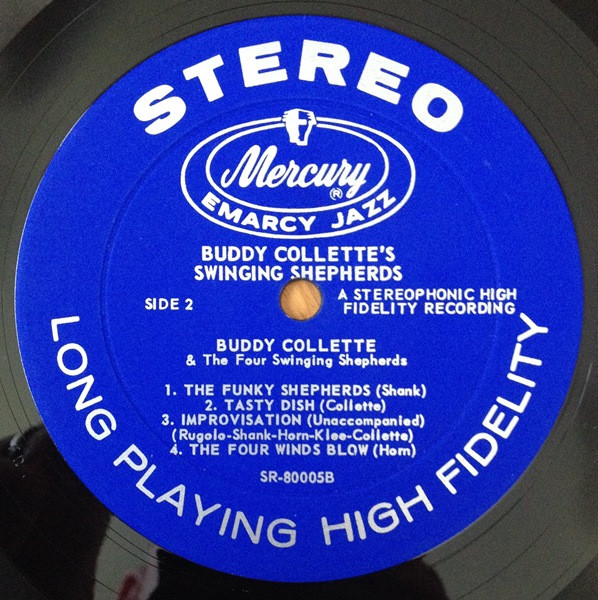 STEREO
Mercury
®
EMARCY JAZZ
BUDDY COLLETTE'S
SWINGING SHEPHERDS
SIDE 2
A STEREOPHONIC HIGH
FIDELITY RECORDING
BUDDY COLLETTE
& The Four Swinging Shepherds
1. THE FUNKY SHEPHERDS (Shank)
2. TASTY DISH (Collette)
3. IMPROVISATION (Unaccompanied)
(Rugolo-Shank-Horn-Klee-Collette)
4. THE FOUR WINDS BLOW (Horn)
SR-80005B
LONG PLAYING HIGH FIDELITY